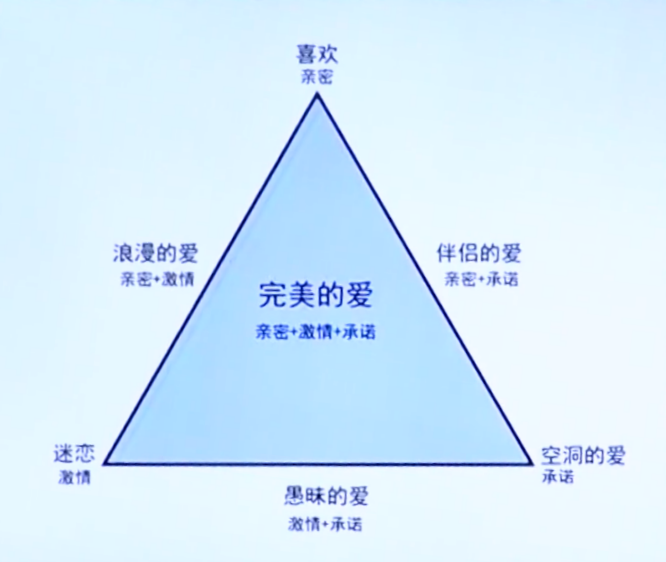 喜欢
亲密
浪漫的爱
亲密+激情
伴侣的爱
亲密+承诺
完美的爱
亲密+激情+承诺
迷恋
激情
空洞的爱
承诺
愚昧的爱
激情+承诺